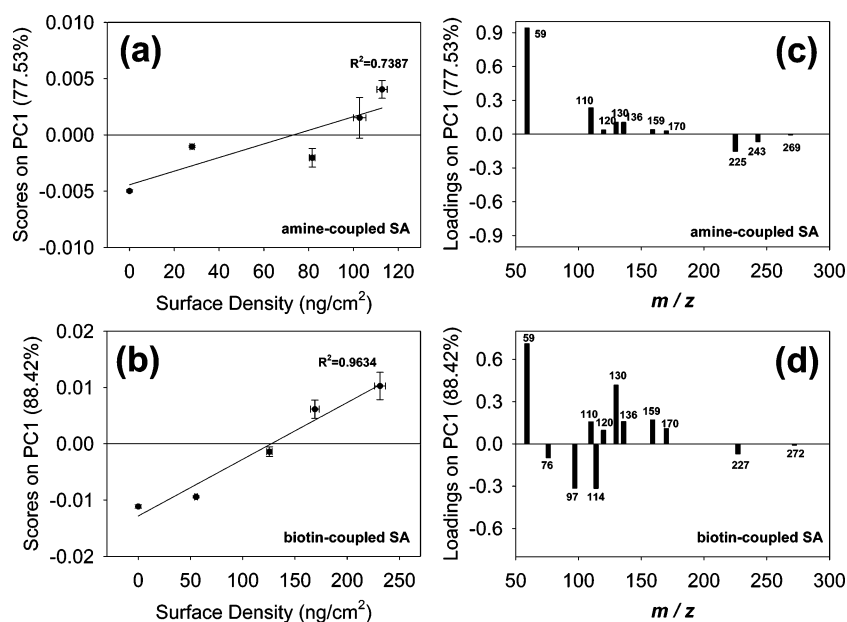 (a)
Scores on PC1 (77.53%)
0.010
0.005
0.000
-0.005
-0.010
R²=0.7387
amine-coupled SA
0 20 40 60 80 100 120
Surface Density (ng/cm²)
(c)
Loadings on PC1 (77.53%)
0.9
0.6
0.3
0.0
-0.3
-0.6
-0.9
59
110
120
130
136
159
170
225
243
269
amine-coupled SA
50 100 150 200 250 300
m / z
(b)
Scores on PC1 (88.42%)
0.02
0.01
0.00
-0.01
-0.02
R²=0.9634
biotin-coupled SA
0 50 100 150 200 250
Surface Density (ng/cm²)
(d)
Loadings on PC1 (88.42%)
0.6
0.3
0.0
-0.3
-0.6
59
76
97
110
114
120
130
136
159
170
227
272
biotin-coupled SA
50 100 150 200 250 300
m / z